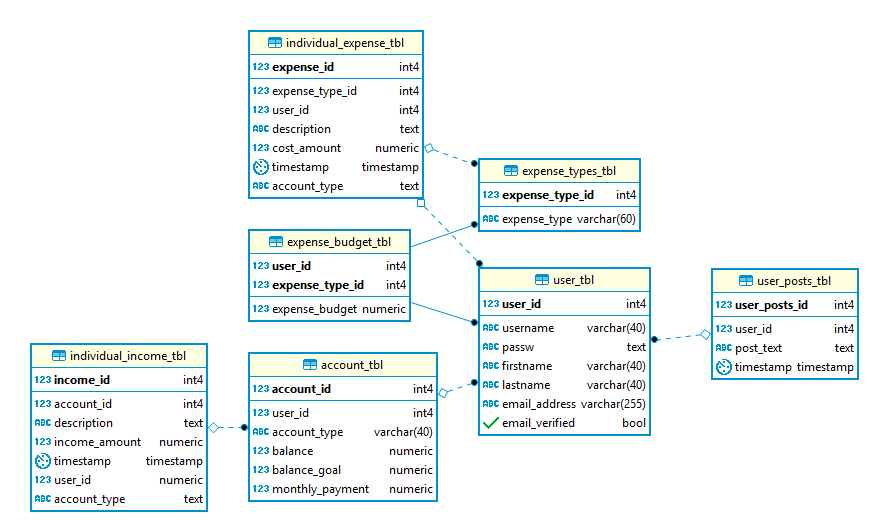 individual_expense_tbl
123 expense_id int4
123 expense_type_id int4
123 user_id int4
ABC description text
123 cost_amount numeric
timestamp timestamp
ABC account_type text
expense_types_tbl
123 expense_type_id int4
ABC expense_type varchar(60)
expense_budget_tbl
123 user_id int4
123 expense_type_id int4
123 expense_budget numeric
user_tbl
123 user_id int4
ABC username varchar(40)
ABC passw text
ABC firstname varchar(40)
ABC lastname varchar(40)
ABC email_address varchar(255)
email_verified bool
user_posts_tbl
123 user_posts_id int4
123 user_id int4
ABC post_text text
timestamp timestamp
individual_income_tbl
123 income_id int4
123 account_id int4
ABC description text
123 income_amount numeric
timestamp timestamp
123 user_id numeric
ABC account_type text
account_tbl
123 account_id int4
123 user_id int4
ABC account_type varchar(40)
123 balance numeric
123 balance_goal numeric
123 monthly_payment numeric